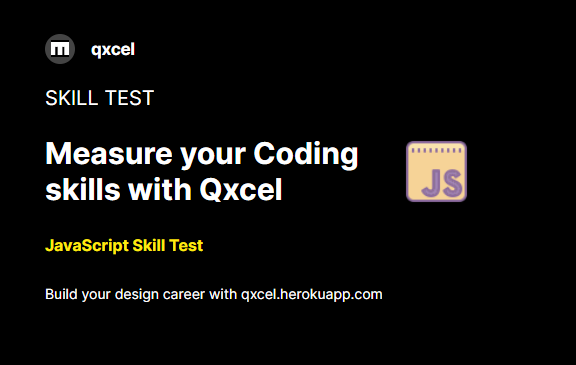 m qxcel
SKILL TEST
Measure your Coding
skills with Qxcel
JS
JavaScript Skill Test
Build your design career with qxcel.herokuapp.com